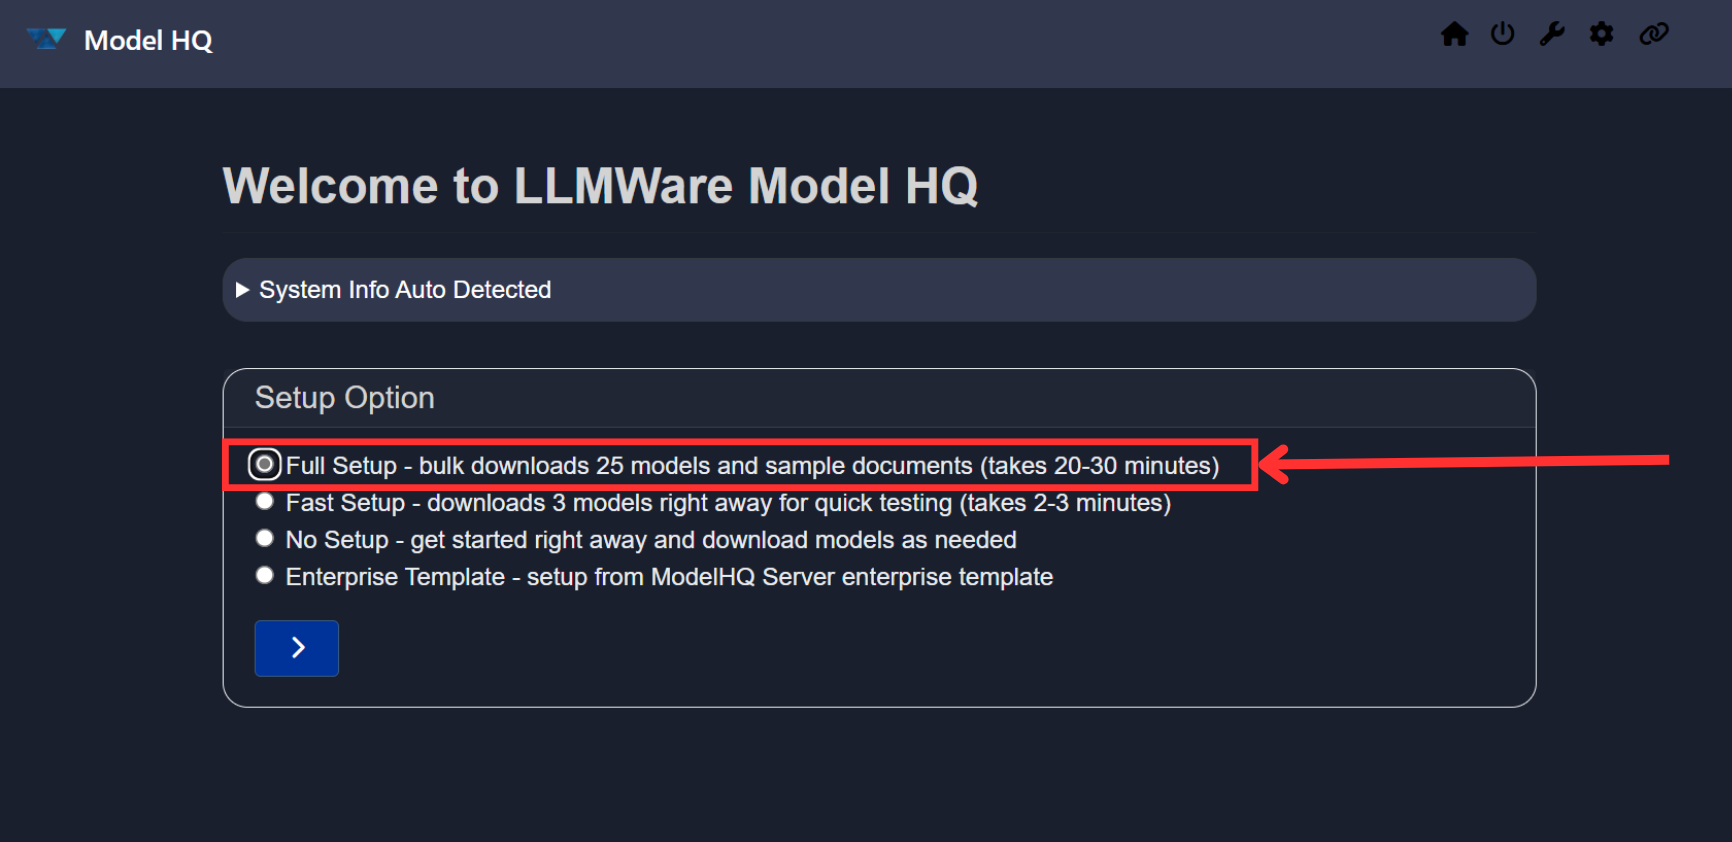 Model HQ
Welcome to LLMWare Model HQ
System Info Auto Detected
Setup Option
Full Setup - bulk downloads 25 models and sample documents (takes 20-30 minutes)
Fast Setup - downloads 3 models right away for quick testing (takes 2-3 minutes)
No Setup - get started right away and download models as needed
Enterprise Template - setup from ModelHQ Server enterprise template